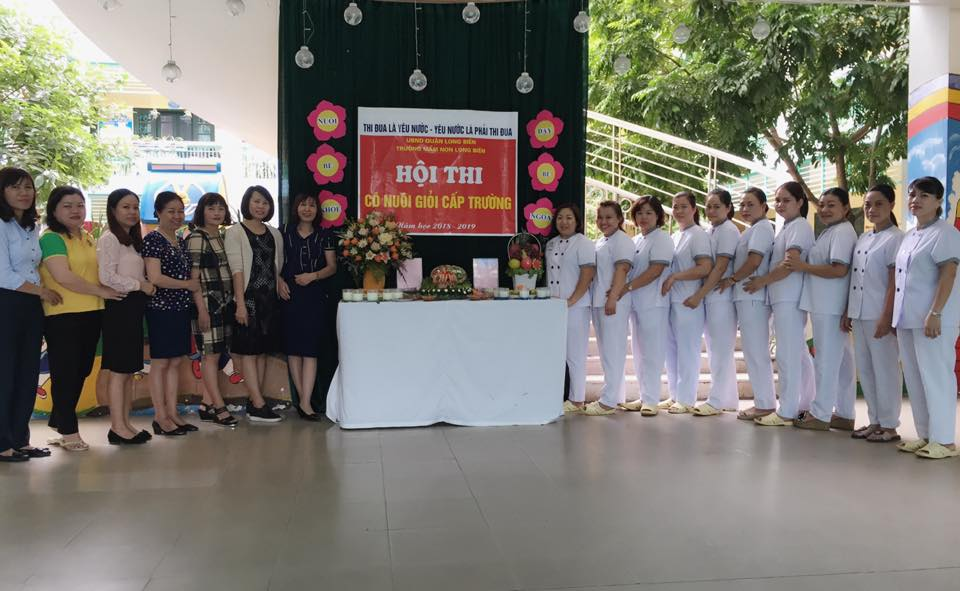 THI ĐUA LÀ YÊU NƯỚC - YÊU NƯỚC LÀ PHẢI THI ĐUA
UBND QUẬN LONG BIÊN
TRƯỜNG MẦM NON LONG BIÊN
HỘI THI
CÔ NUÔI GIỎI CẤP TRƯỜNG
Năm học 2018 - 2019
NUÔI
BÉ
KHỎE
DẠY
BÉ
NGOAN